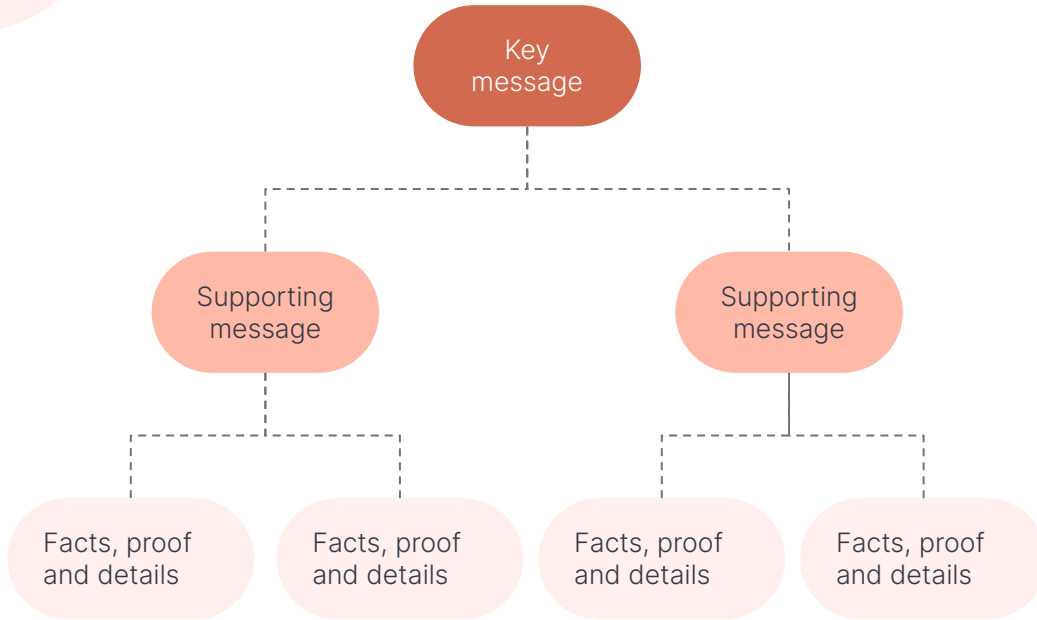 Key
message
Supporting
message
Supporting
message
Facts, proof
and details
Facts, proof
and details
Facts, proof
and details
Facts, proof
and details